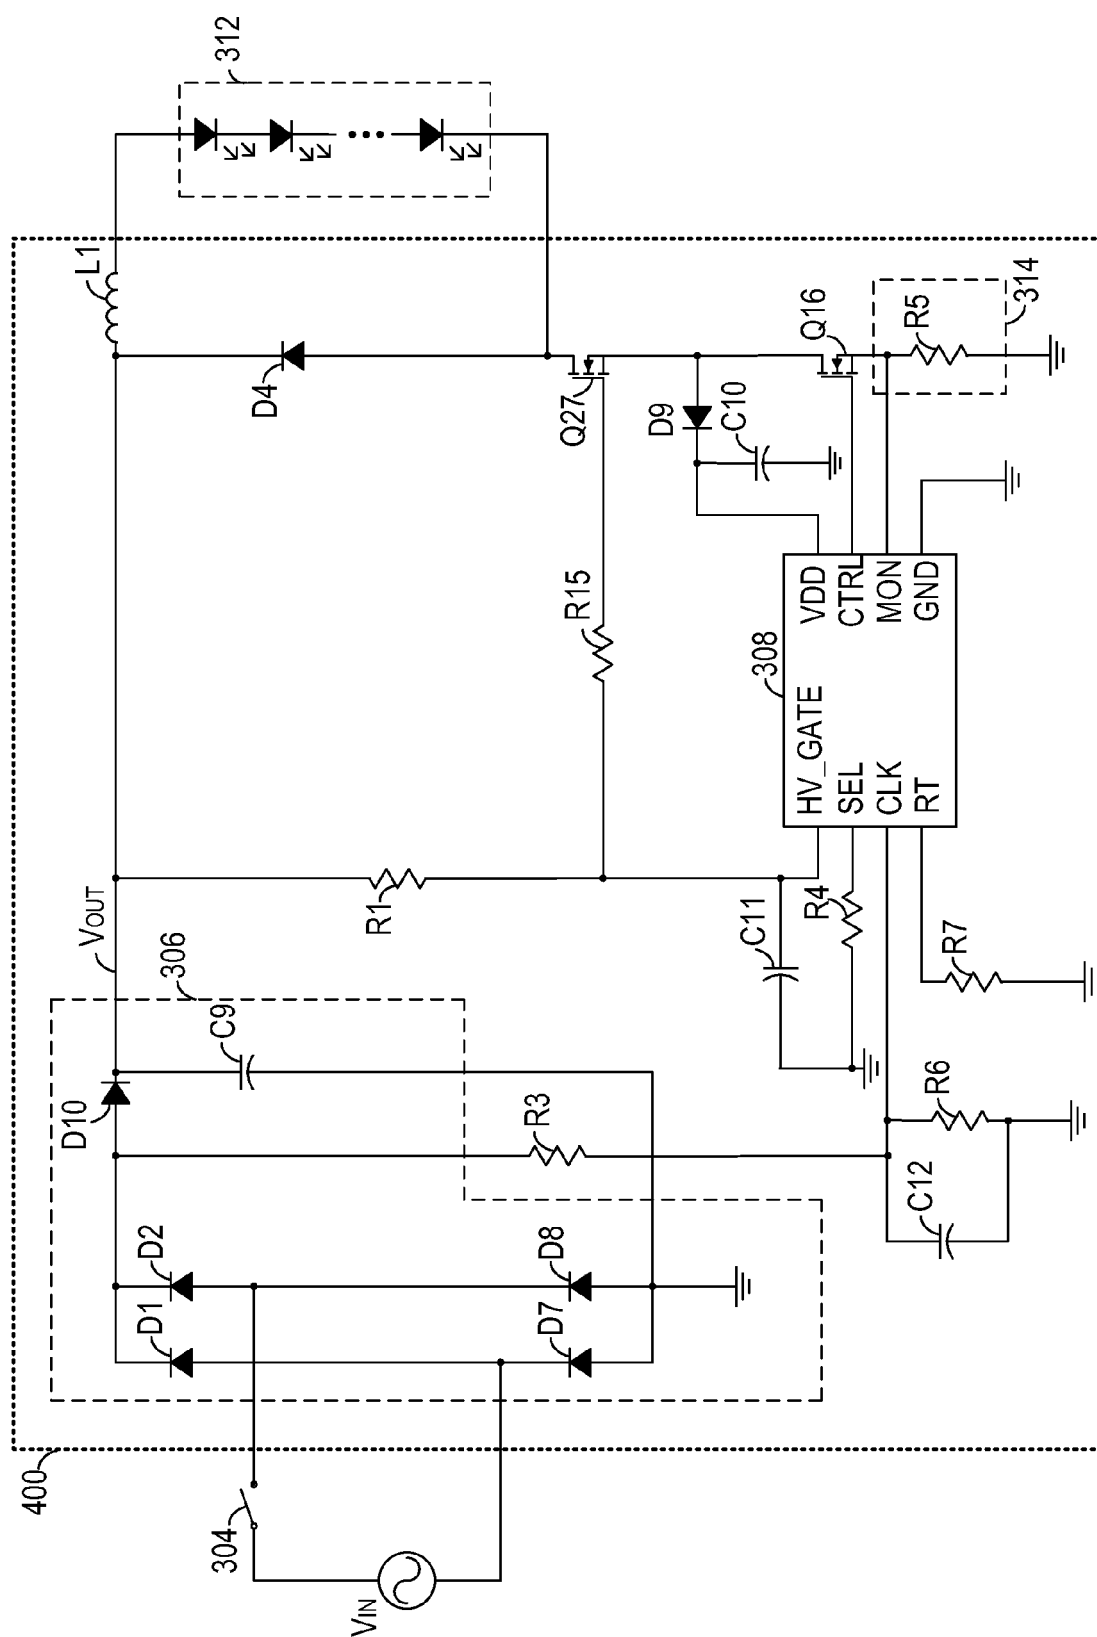 400
304
VIN
D1
D2
D7
D8
D10
R3
C9
306
VOUT
R1
R15
L1
D4
Q27
312
D9
C10
Q16
R5
314
C11
R4
R7
R6
C12
308
HV_GATE
SEL
CLK
RT
VDD
CTRL
MON
GND